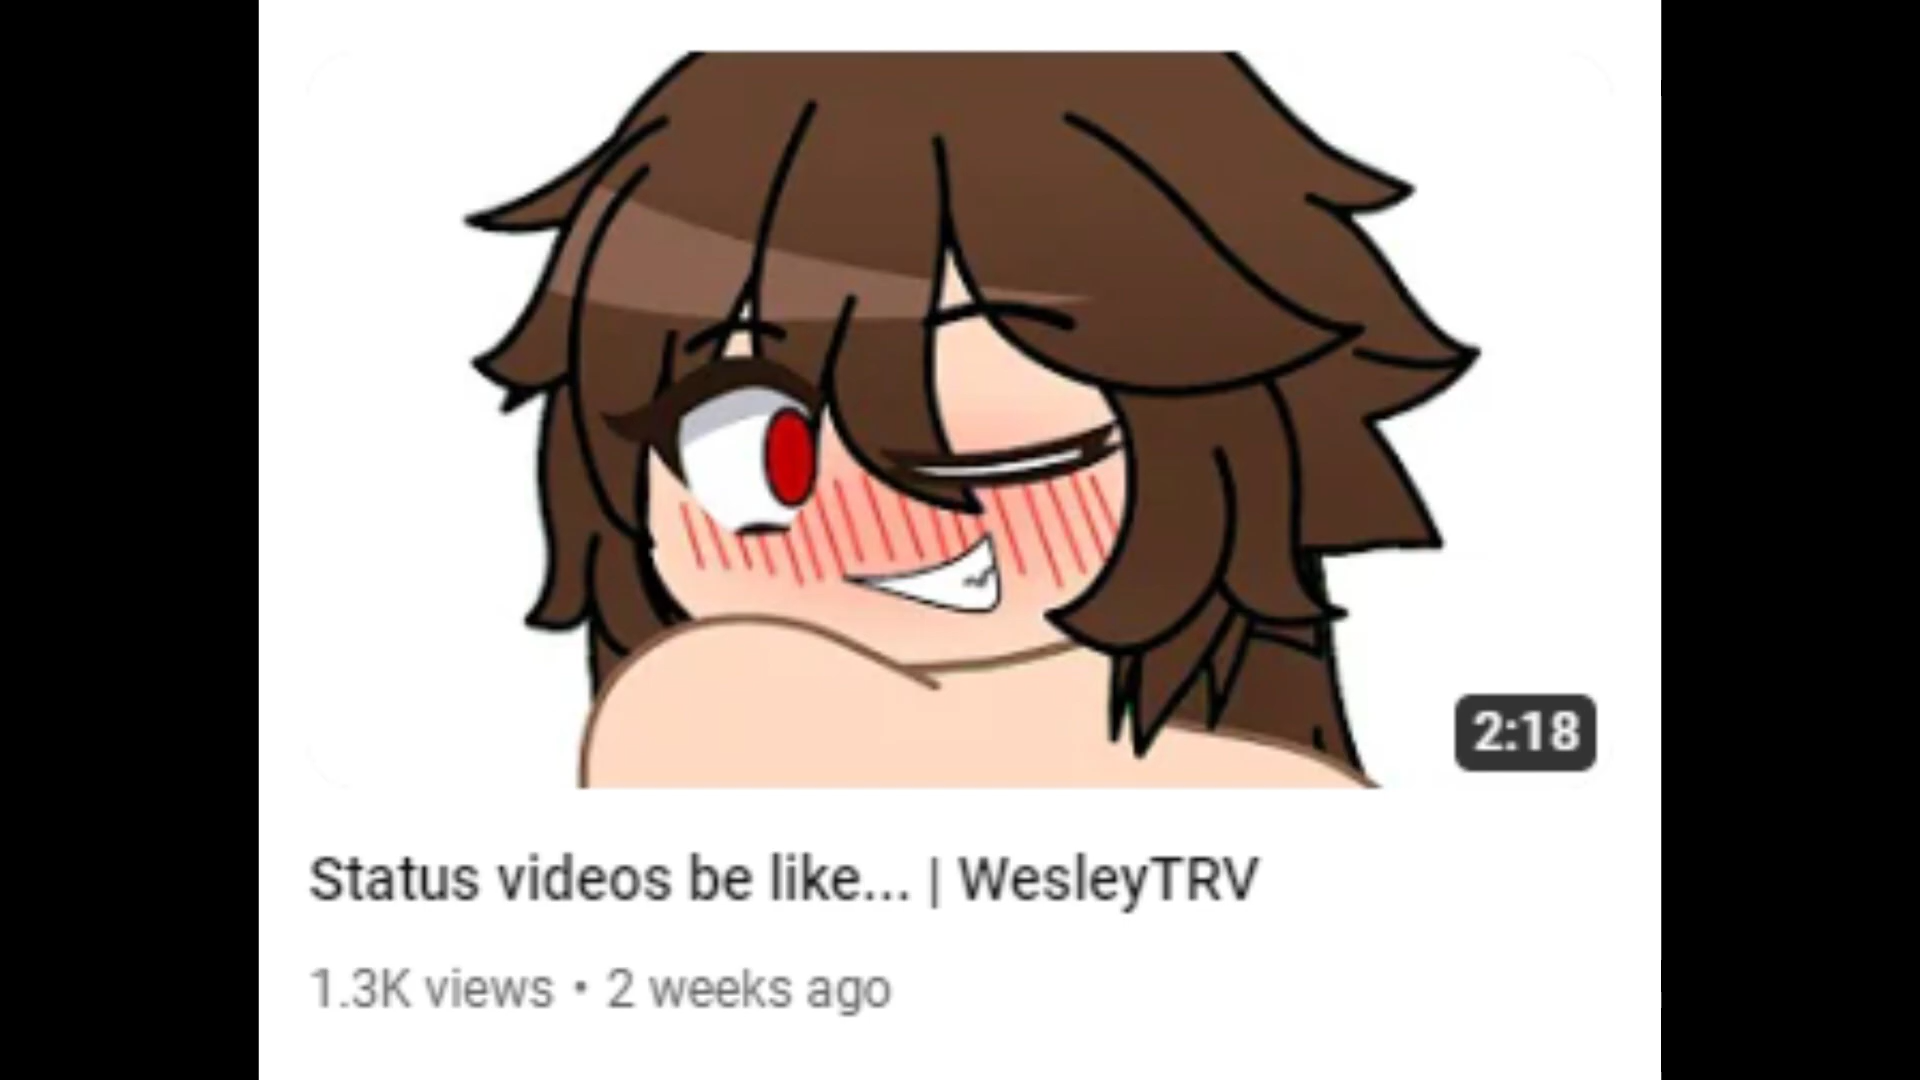 2:18
Status videos be like... | WesleyTRV
1.3K views • 2 weeks ago